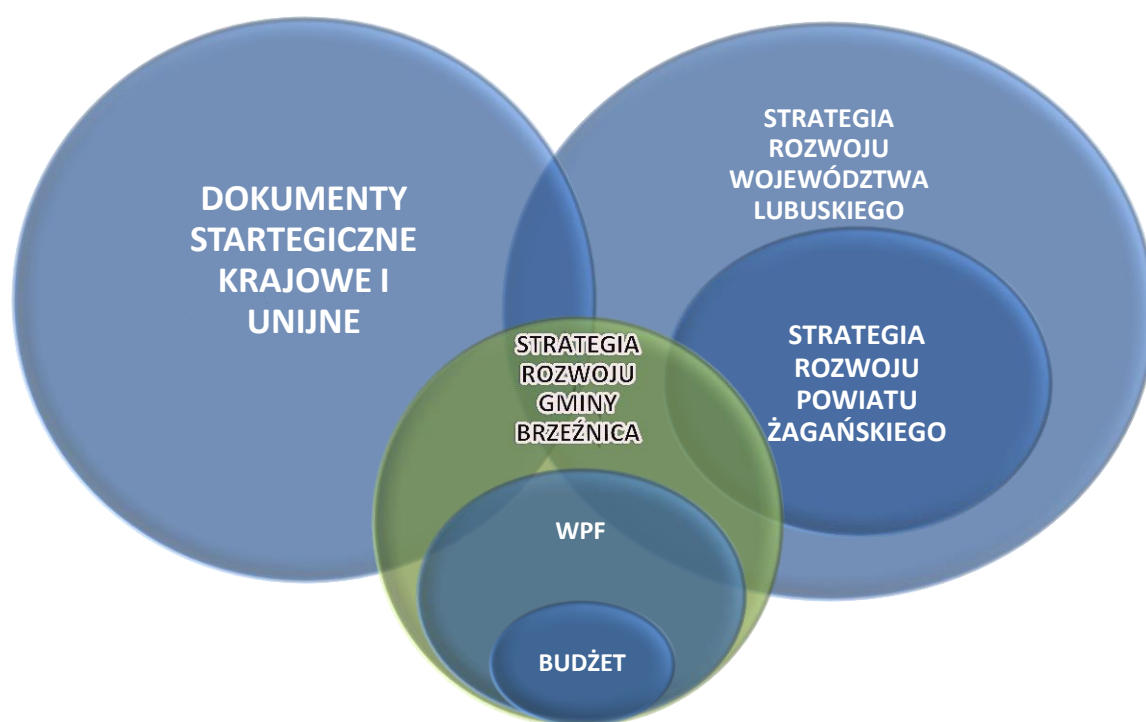 DOKUMENTY
STARTEGICZNE
KRAJOWE I
UNIJNE
STRATEGIA
ROZWOJU
WOJEWÓDZTWA
LUBUSKIEGO
STRATEGIA
ROZWOJU
POWIATU
ŻAGAŃSKIEGO
STRATEGIA
ROZWOJU
GMINY
BRZEŹNICA
WPF
BUDŻET